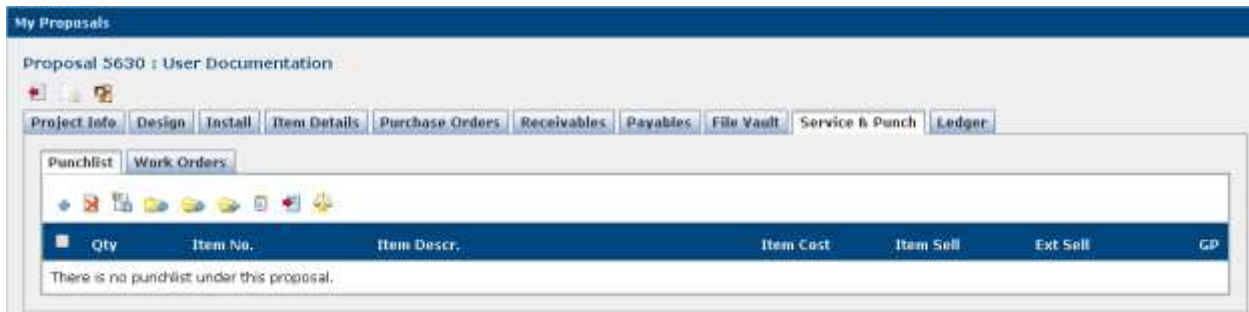 My Proposals
Proposal 5630 : User Documentation
Project Info Design Install Item Details Purchase Orders Receivables Payables File Vault Service & Punch Ledger
Punchlist Work Orders
Qty Item No. Item Descr. Item Cost Item Sell Ext Sell GP
There is no punchlist under this proposal.